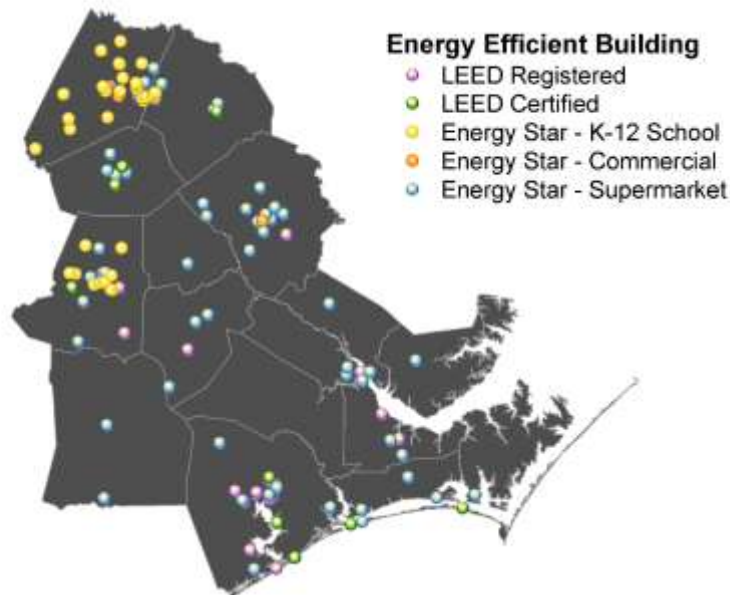 Energy Efficient Building
LEED Registered
LEED Certified
Energy Star - K-12 School
Energy Star - Commercial
Energy Star - Supermarket